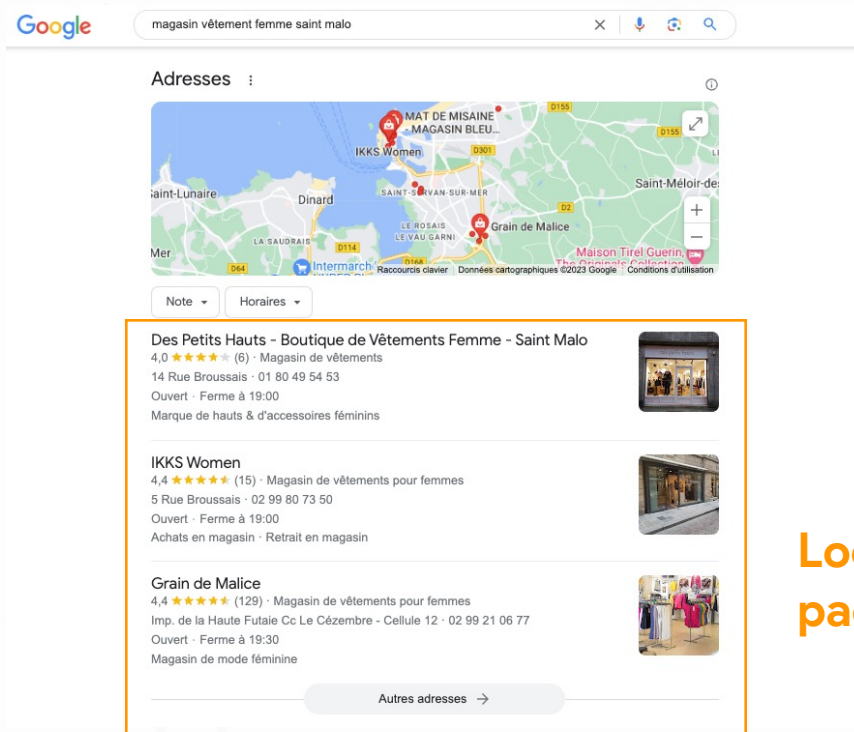 Google
magasin vêtement femme saint malo
Adresses
MAT DE MISAINE
- MAGASIN BLEU...
D155
D155
IKKS Women
D301
Saint-Méloir-des
aint-Lunaire
Dinard
SAINT-SERVAN-SUR-MER
D2
LE ROSAIS
LE VAU GARNI
Grain de Malice
LA SAUDRAIS
D114
Mer
Maison Tirel Guerin,
D64
Intermarch
D168
Raccourcis clavier
Données cartographiques ©2023 Google
Conditions d'utilisation
Note
Horaires
Des Petits Hauts - Boutique de Vêtements Femme - Saint Malo
4,0 ★★★★★ (6) · Magasin de vêtements
14 Rue Broussais · 01 80 49 54 53
Ouvert · Ferme à 19:00
Marque de hauts & d'accessoires féminins
IKKS Women
4,4 ★★★★★ (15) · Magasin de vêtements pour femmes
5 Rue Broussais · 02 99 80 73 50
Ouvert · Ferme à 19:00
Achats en magasin · Retrait en magasin
Grain de Malice
4,4 ★★★★★ (129) · Magasin de vêtements pour femmes
Imp. de la Haute Futaie Cc Le Cézembre - Cellule 12 · 02 99 21 06 77
Ouvert · Ferme à 19:30
Magasin de mode féminine
Autres adresses →